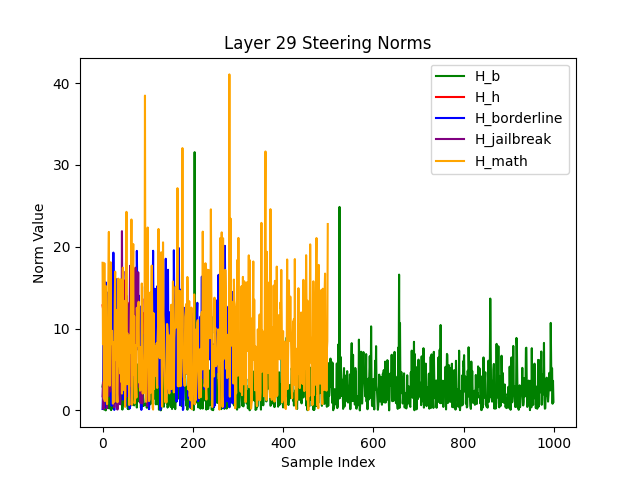 Layer 29 Steering Norms
H_b
H_h
H_borderline
H_jailbreak
H_math
Norm Value
40
30
20
10
0
0
200
400
600
800
1000
Sample Index